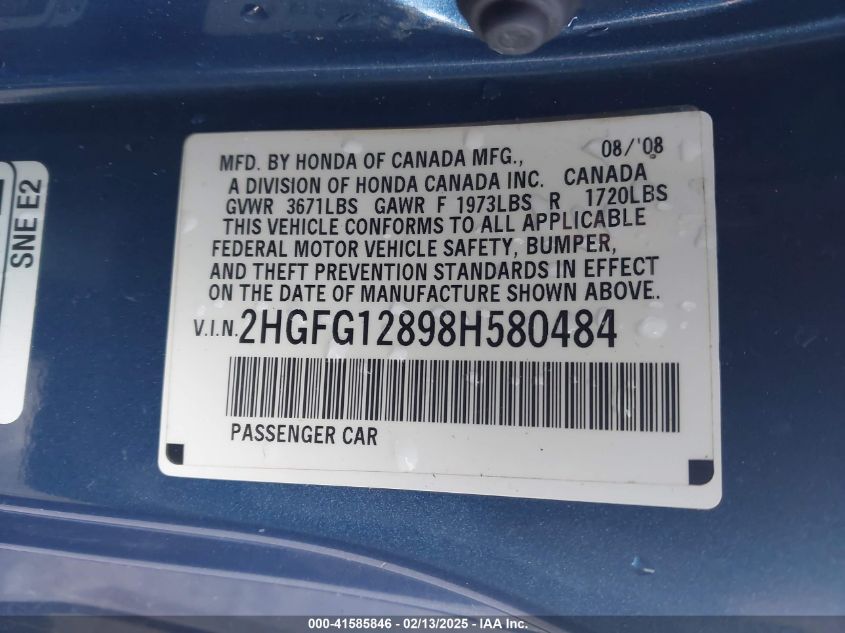 MFD. BY HONDA OF CANADA MFG., 08/'08
A DIVISION OF HONDA CANADA INC. CANADA
GVWR 3671LBS GAWR F 1973LBS R 1720LBS
THIS VEHICLE CONFORMS TO ALL APPLICABLE
FEDERAL MOTOR VEHICLE SAFETY, BUMPER,
AND THEFT PREVENTION STANDARDS IN EFFECT
ON THE DATE OF MANUFACTURE SHOWN ABOVE.
V.I.N. 2HGFG12898H580484
PASSENGER CAR
SNE E2
000-41585846 - 02/13/2025 - IAAI.COM